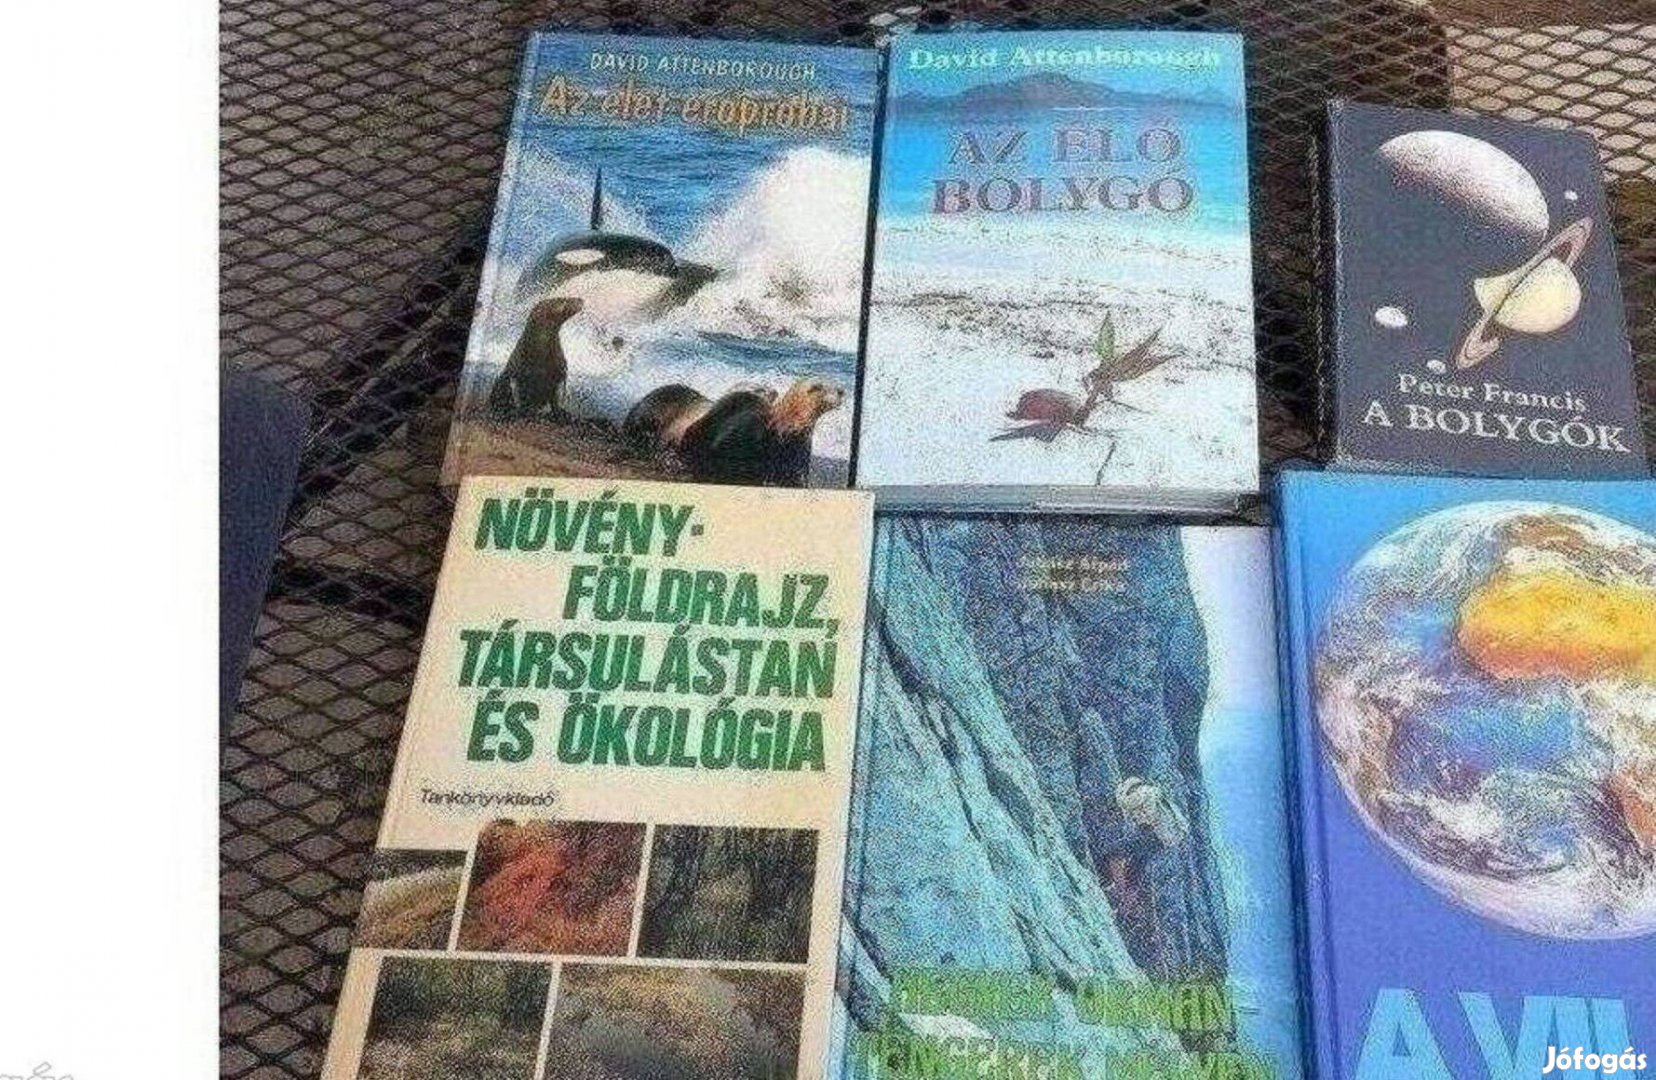 DAVID ATTENBOROUGH
Az élet erőpróbái
David Attenborough
AZ ÉLŐ
BOLYGÓ
Peter Francis
A BOLYGÓK
NÖVÉNY-
FÖLDRAJZ,
TÁRSULÁSTAN
ÉS ÖKOLÓGIA
Tankönyvkiadó
A VIL
Jófogás